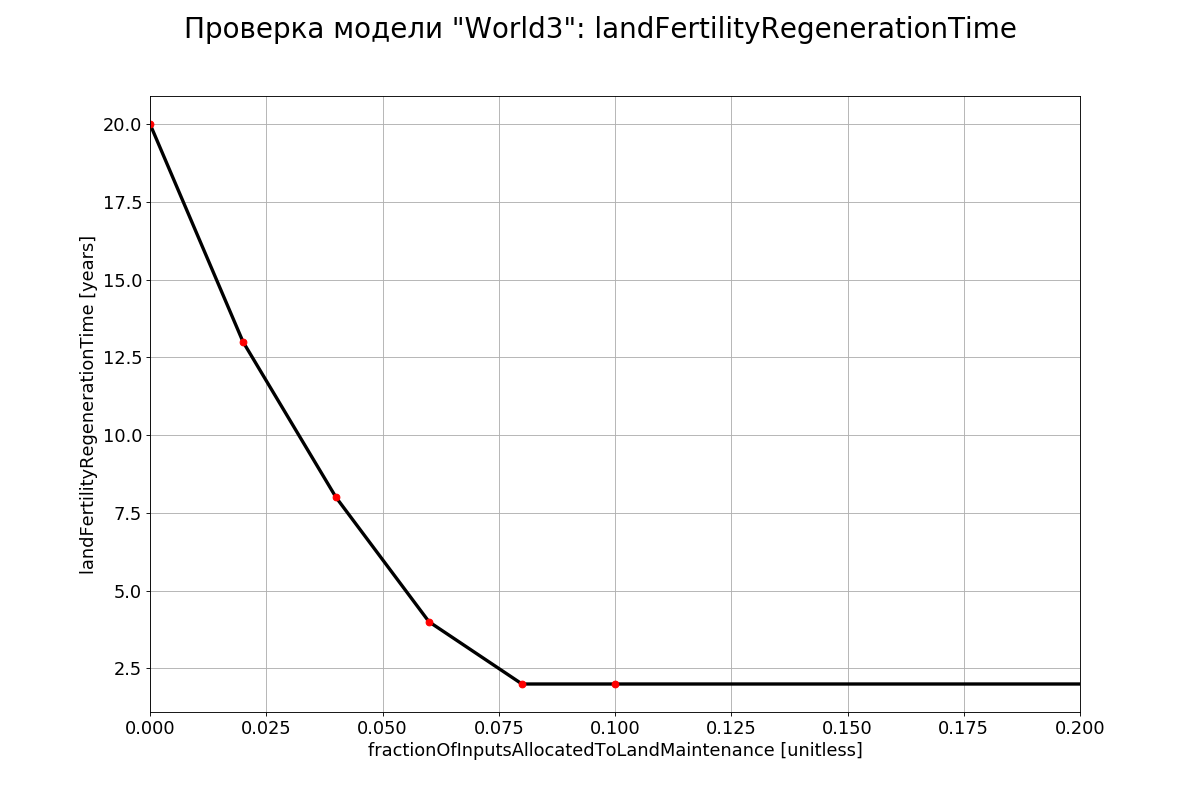 Проверка модели "World3": landFertilityRegenerationTime
20.0
17.5
15.0
12.5
10.0
7.5
5.0
2.5
landFertilityRegenerationTime [years]
0.000 0.025 0.050 0.075 0.100 0.125 0.150 0.175 0.200
fractionOfInputsAllocatedToLandMaintenance [unitless]